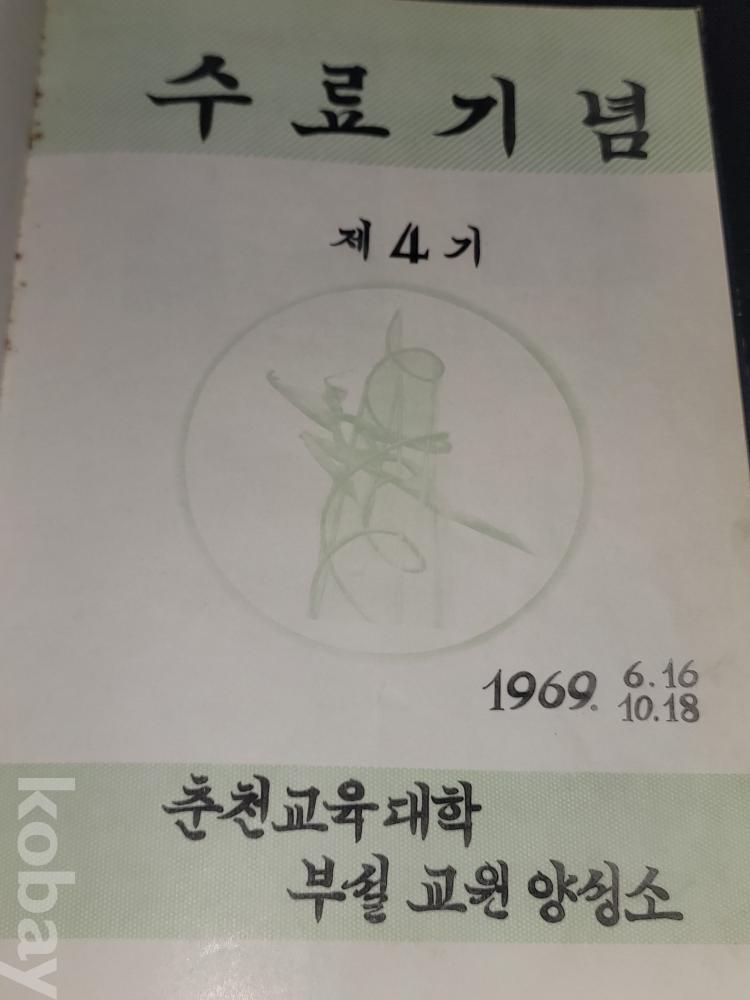 수료기념
제4기
1969. 6.16
10.18
춘천교육대학
부설 교원 양성소
kobay